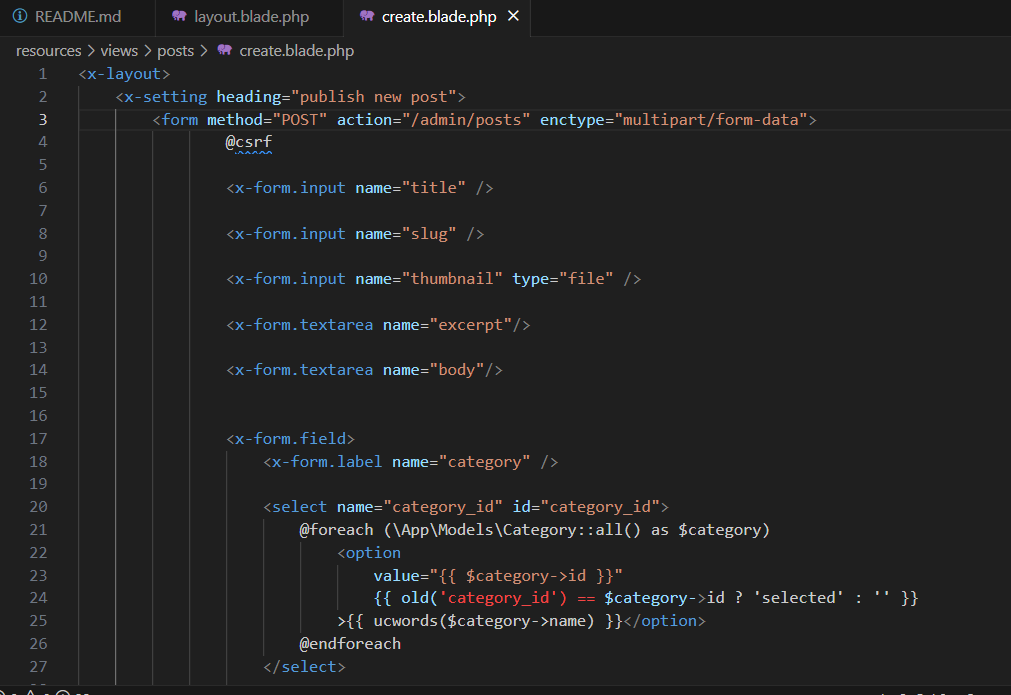 README.md layout.blade.php create.blade.php
resources > views > posts > create.blade.php
1 <x-layout>
2 <x-setting heading="publish new post">
3 <form method="POST" action="/admin/posts" enctype="multipart/form-data">
4 @csrf
5
6 <x-form.input name="title" />
7
8 <x-form.input name="slug" />
9
10 <x-form.input name="thumbnail" type="file" />
11
12 <x-form.textarea name="excerpt"/>
13
14 <x-form.textarea name="body"/>
15
16
17 <x-form.field>
18 <x-form.label name="category" />
19
20 <select name="category_id" id="category_id">
21 @foreach (\App\Models\Category::all() as $category)
22 <option
23 value="{{ $category->id }}"
24 {{ old('category_id') == $category->id ? 'selected' : '' }}
25 >{{ ucwords($category->name) }}</option>
26 @endforeach
27 </select>